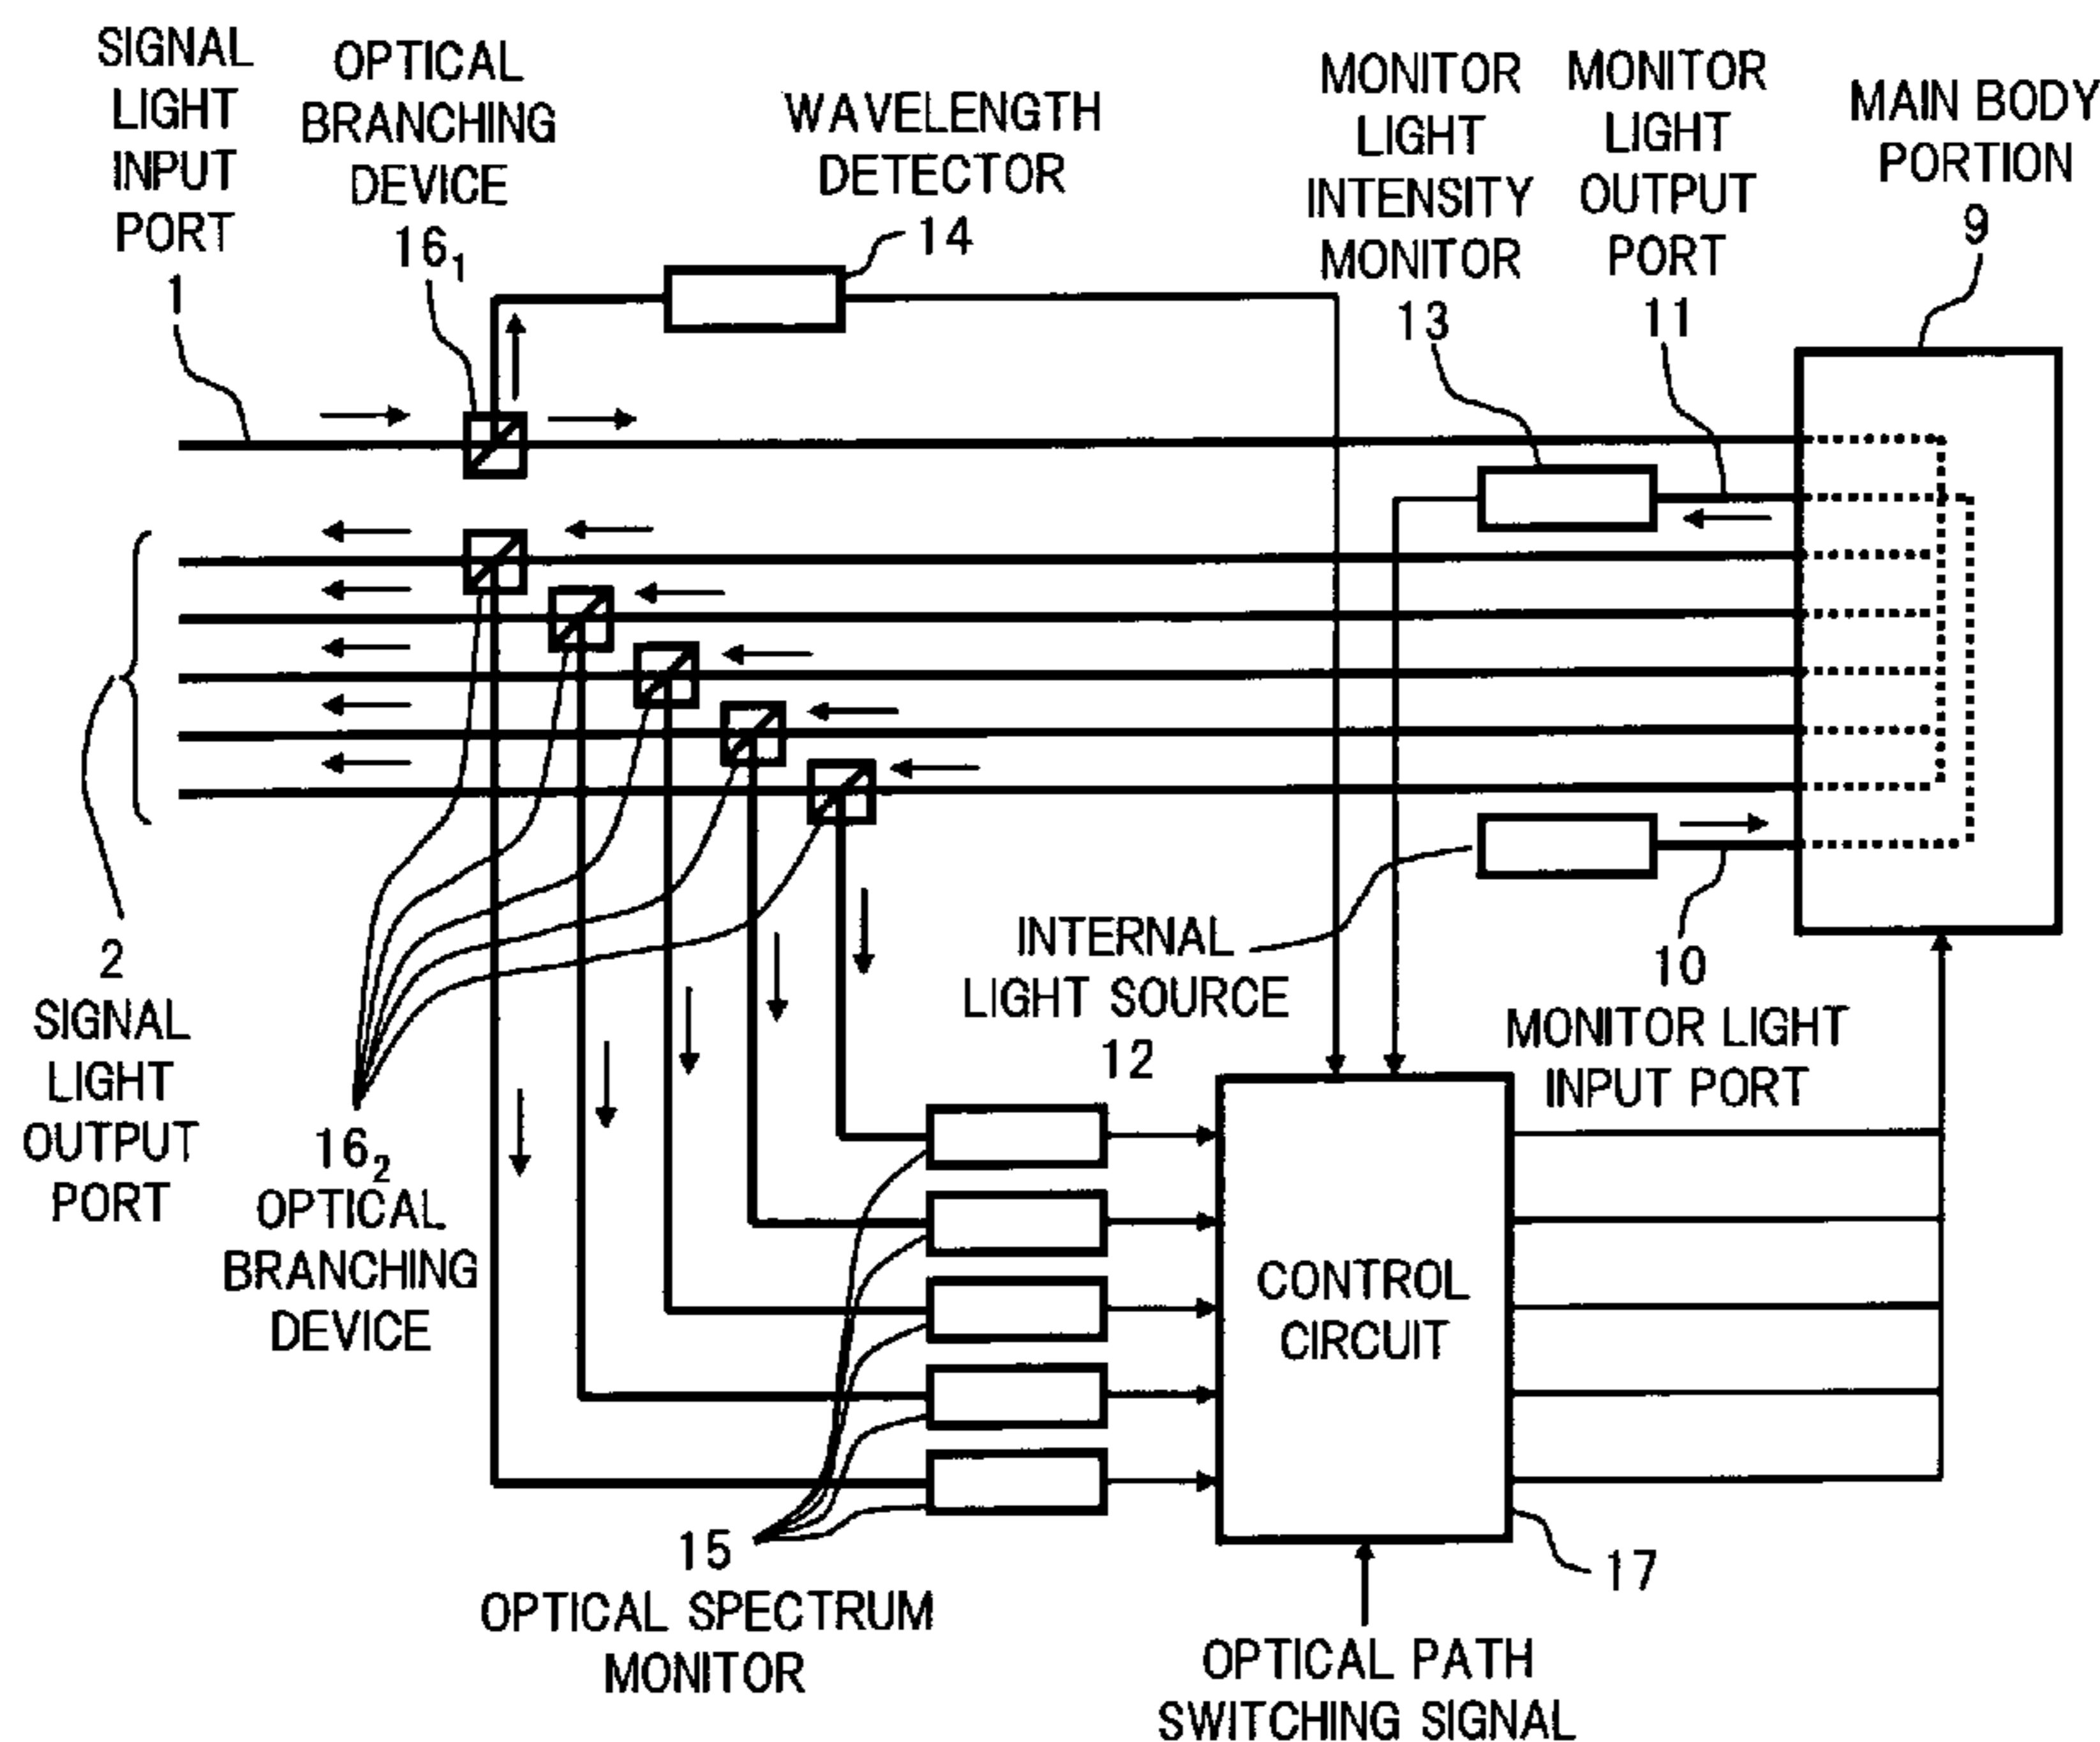 SIGNAL
LIGHT
INPUT
PORT
1
OPTICAL
BRANCHING
DEVICE
16₁
WAVELENGTH
DETECTOR
14
MONITOR
LIGHT
INTENSITY
MONITOR
13
MONITOR
LIGHT
OUTPUT
PORT
11
MAIN BODY
PORTION
9
2
SIGNAL
LIGHT
OUTPUT
PORT
16₂
OPTICAL
BRANCHING
DEVICE
INTERNAL
LIGHT SOURCE
12
10
MONITOR LIGHT
INPUT PORT
CONTROL
CIRCUIT
15
OPTICAL SPECTRUM
MONITOR
17
OPTICAL PATH
SWITCHING SIGNAL